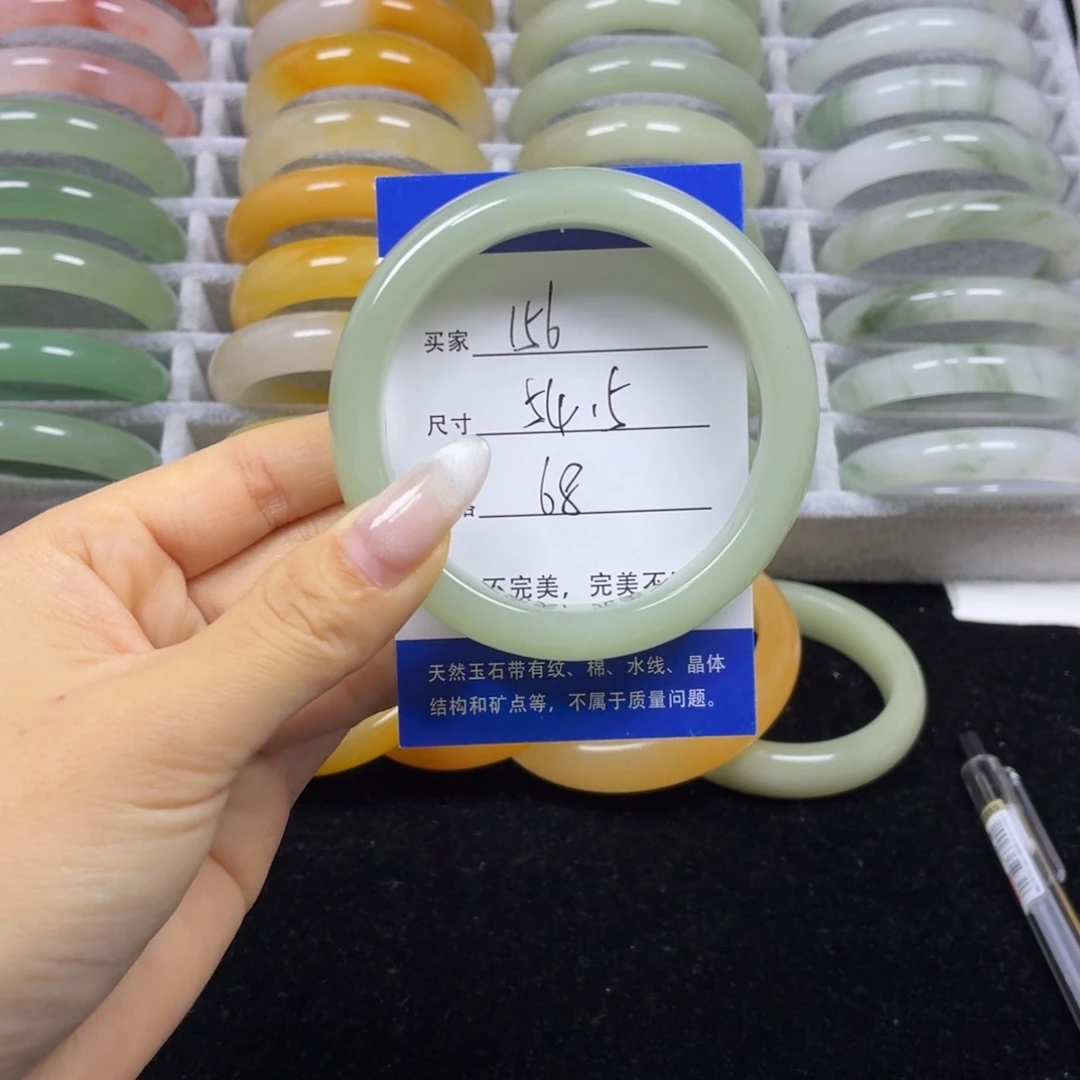 买家 156
尺寸 54.5
68
不完美,完美不
天然玉石带有纹、棉、水线、晶体
结构和矿点等,不属于质量问题。